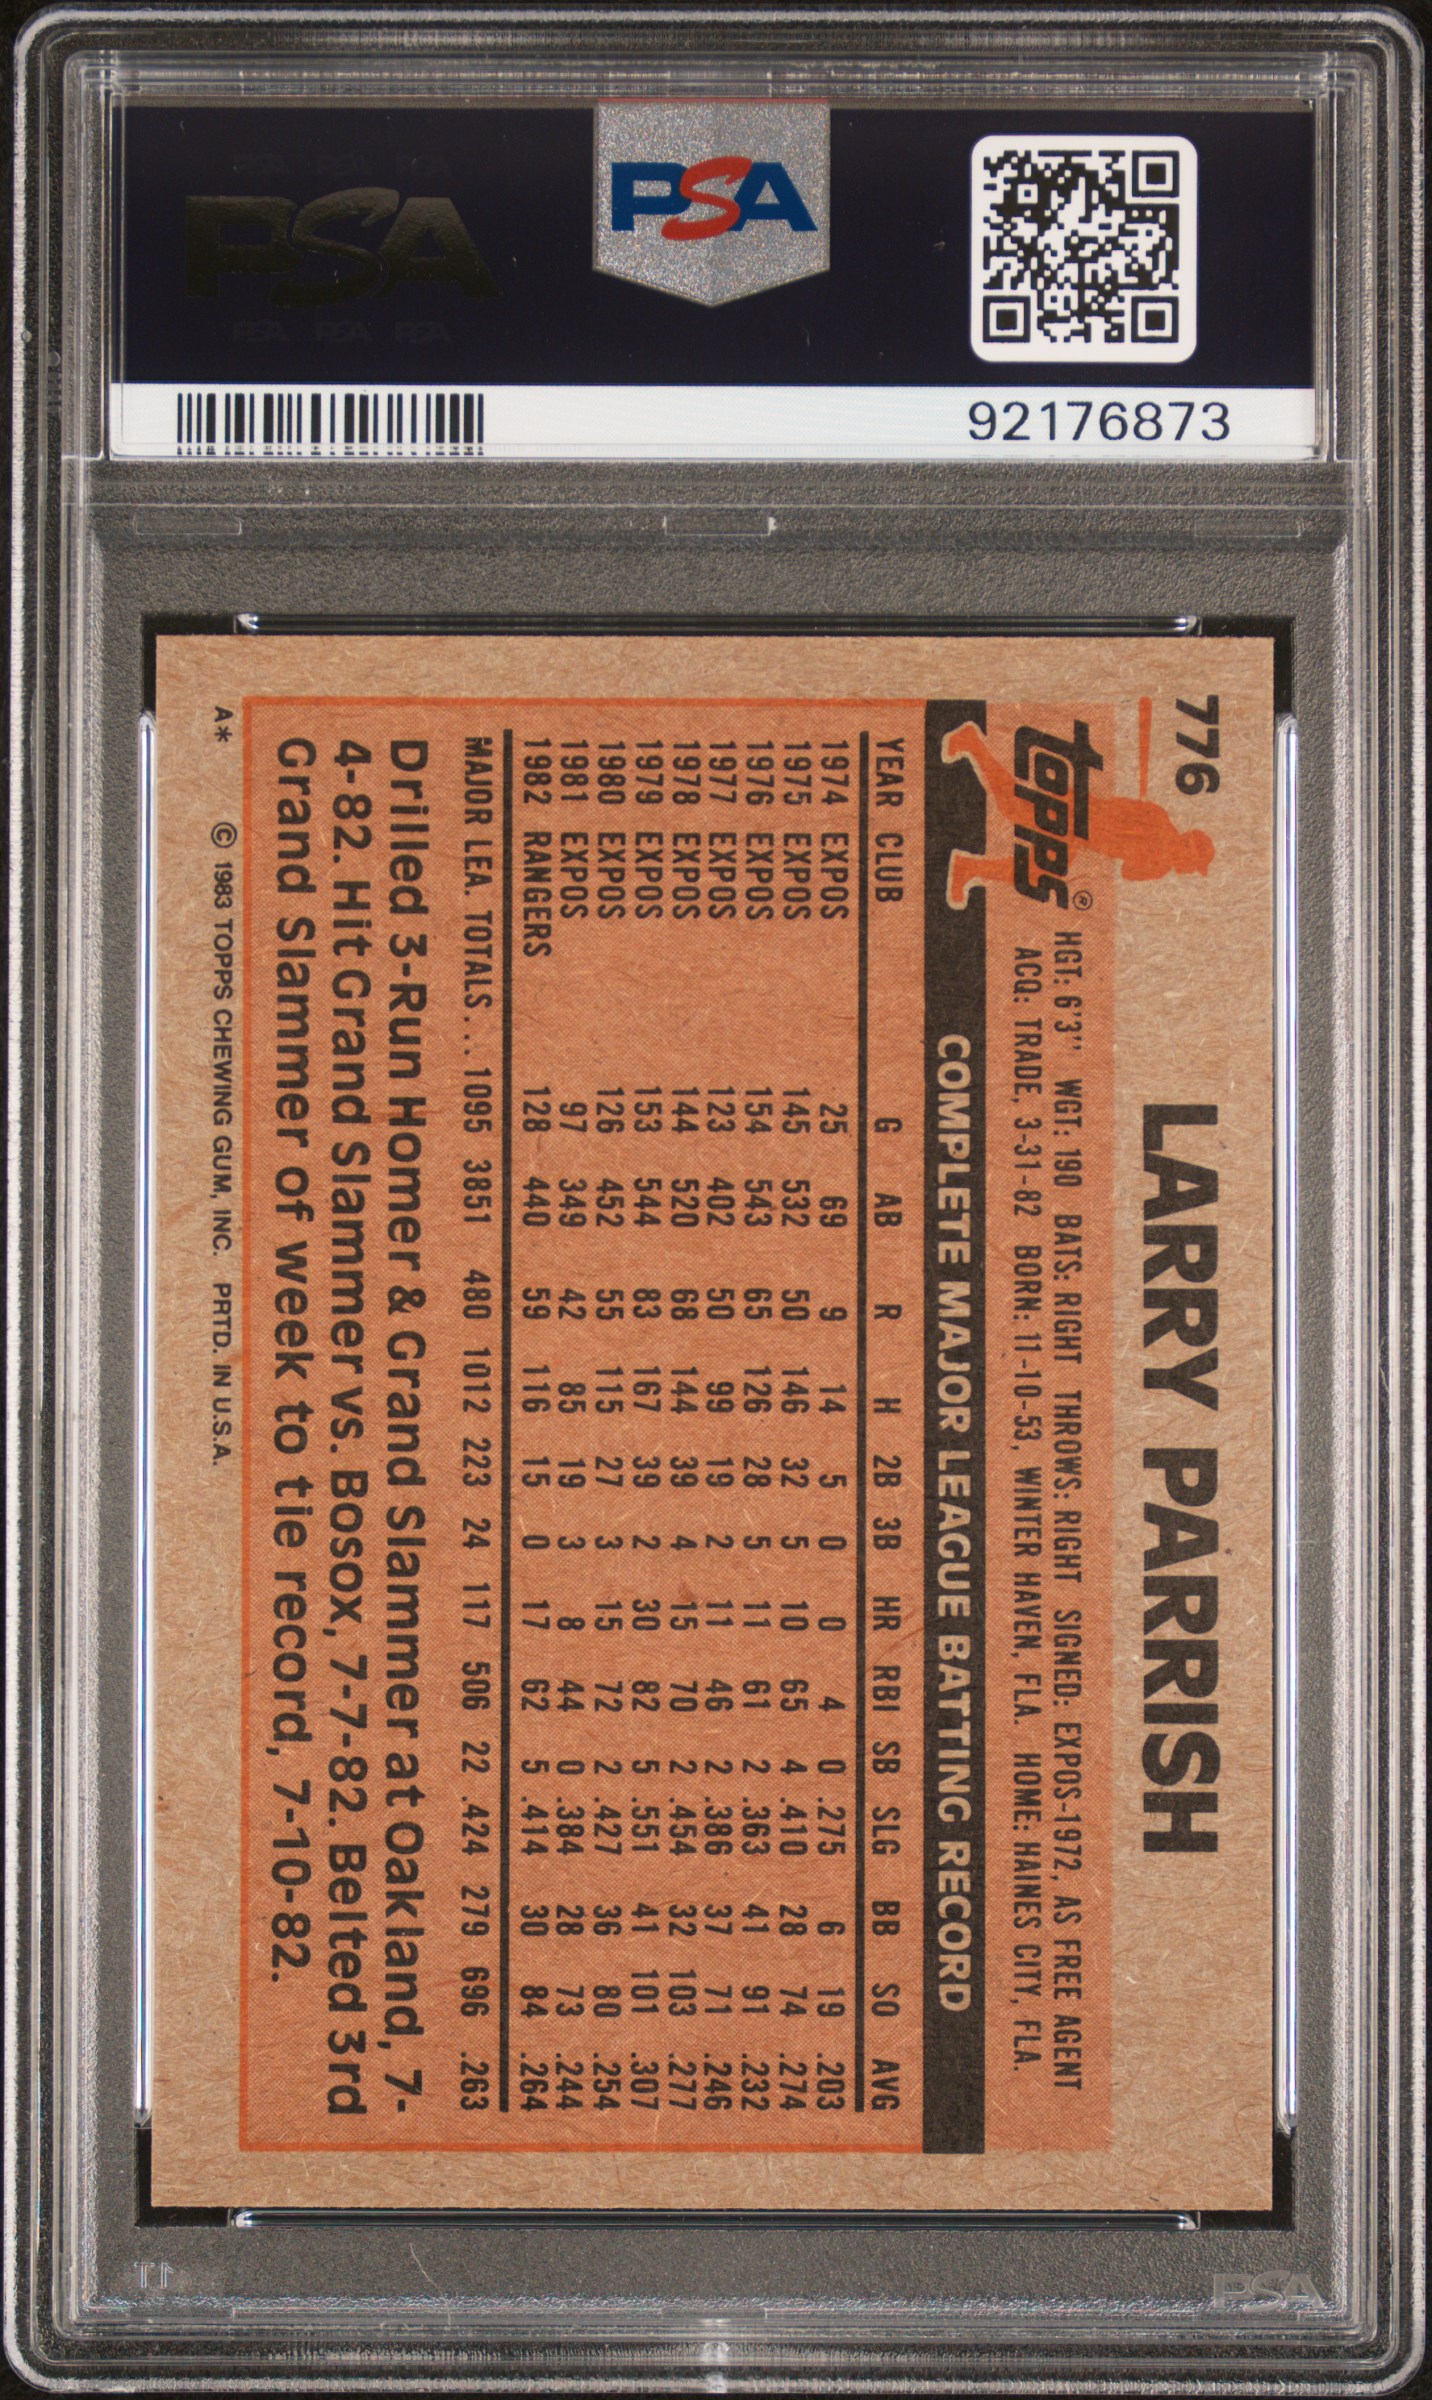 PSA
PSA
PSA PSA PSA
92176873
776
LARRY PARRISH
Topps®
HGT: 6'3" WGT: 190 BATS: RIGHT THROWS: RIGHT SIGNED: EXPOS-1972, AS FREE AGENT
ACQ: TRADE, 3-31-82 BORN: 11-10-53, WINTER HAVEN, FLA. HOME: HAINES CITY, FLA.
COMPLETE MAJOR LEAGUE BATTING RECORD
YEAR CLUB G AB R H 2B 3B HR RBI SB SLG BB SO AVG
1974 EXPOS 25 69 9 14 5 0 0 4 0 .275 6 19 .203
1975 EXPOS 145 532 50 146 32 5 10 65 4 .410 28 74 .274
1976 EXPOS 154 543 65 126 28 5 11 61 2 .363 41 91 .232
1977 EXPOS 123 402 50 99 19 2 11 46 2 .386 37 71 .246
1978 EXPOS 144 520 68 144 39 4 15 70 2 .454 32 103 .277
1979 EXPOS 153 544 83 167 39 2 30 82 5 .551 41 101 .307
1980 EXPOS 126 452 55 115 27 3 15 72 2 .427 36 80 .254
1981 EXPOS 97 349 42 85 19 3 8 44 0 .384 28 73 .244
1982 RANGERS 128 440 59 116 15 0 17 62 5 .414 30 84 .264
MAJOR LEA. TOTALS... 1095 3851 480 1012 223 24 117 506 22 .424 279 696 .263
Drilled 3-Run Homer & Grand Slammer at Oakland, 7-
4-82. Hit Grand Slammer vs. Bosox, 7-7-82. Belted 3rd
Grand Slammer of week to tie record, 7-10-82.
A* © 1983 TOPPS CHEWING GUM, INC. PRTD. IN U.S.A.
PSA